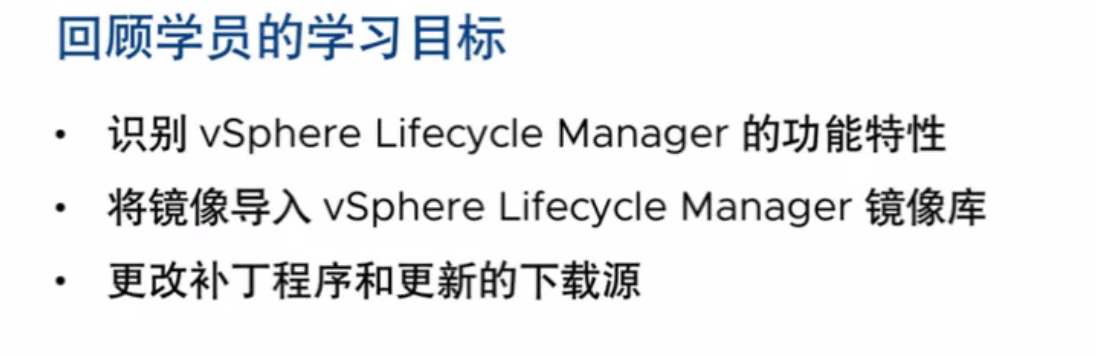 回顾学员的学习目标
• 识别 vSphere Lifecycle Manager 的功能特性
• 将镜像导入 vSphere Lifecycle Manager 镜像库
• 更改补丁程序和更新的下载源